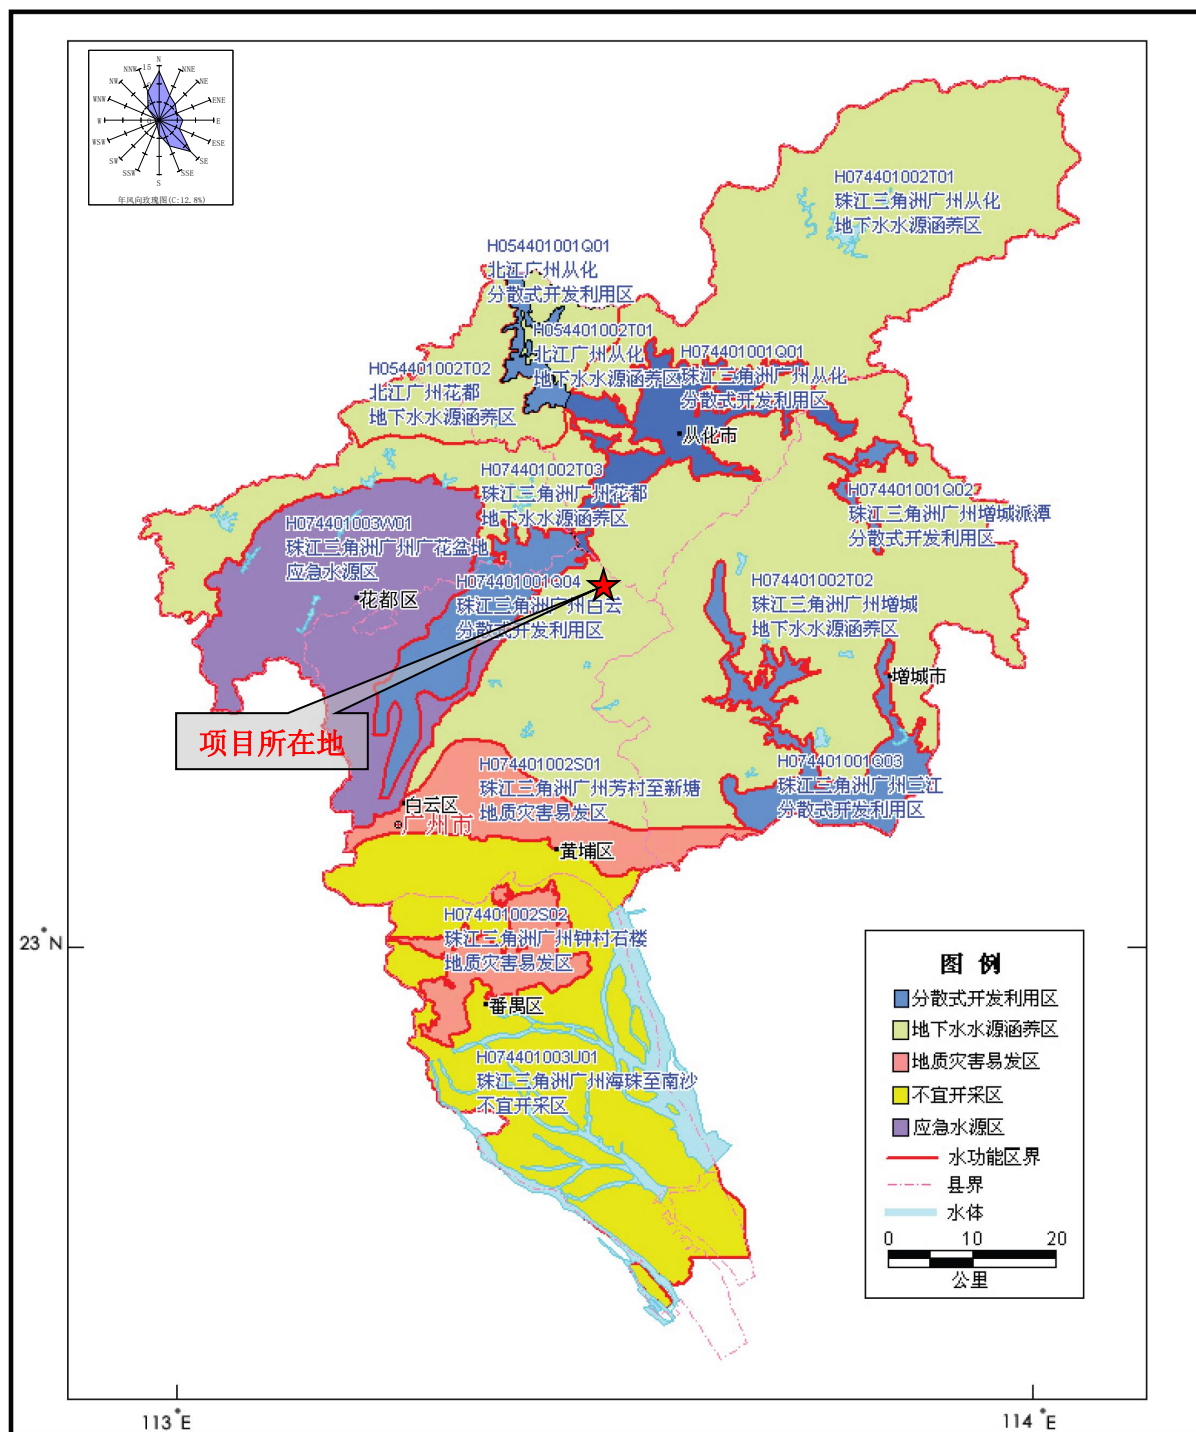 N
NNE
NE
ENE
E
ESE
SE
SSE
S
SSW
SW
WSW
W
WNW
NW
NNW
15
0
年风向玫瑰图(C:12.8%)
H074401002T01
珠江三角洲广州从化
地下水水源涵养区
H054401001Q01
北江广州从化
分散式开发利用区
H054401002T01
北江广州从化
地下水水源涵养区
H074401001Q01
珠江三角洲广州从化
分散式开发利用区
H054401002T02
北江广州花都
地下水水源涵养区
从化市
H074401002T03
珠江三角洲广州花都
地下水水源涵养区
H074401001Q02
珠江三角洲广州增城派潭
分散式开发利用区
H074401003W01
珠江三角洲广州广花盆地
应急水源区
花都区
H074401001Q04
珠江三角洲广州白云
分散式开发利用区
H074401002T02
珠江三角洲广州增城
地下水水源涵养区
增城市
项目所在地
H074401002S01
珠江三角洲广州芳村至新塘
地质灾害易发区
H074401001Q03
珠江三角洲广州三江
分散式开发利用区
白云区
广州市
黄埔区
H074401002S02
珠江三角洲广州钟村石楼
地质灾害易发区
番禺区
H074401003U01
珠江三角洲广州海珠至南沙
不宜开采区
23°N
图 例
分散式开发利用区
地下水水源涵养区
地质灾害易发区
不宜开采区
应急水源区
水功能区界
县界
水体
0 10 20
公里
113°E
114°E